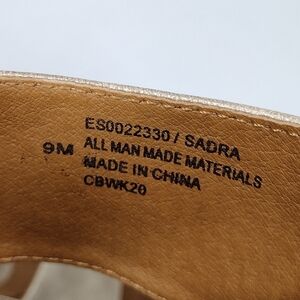 ES0022330 / SADRA
9M ALL MAN MADE MATERIALS
MADE IN CHINA
CBWK20